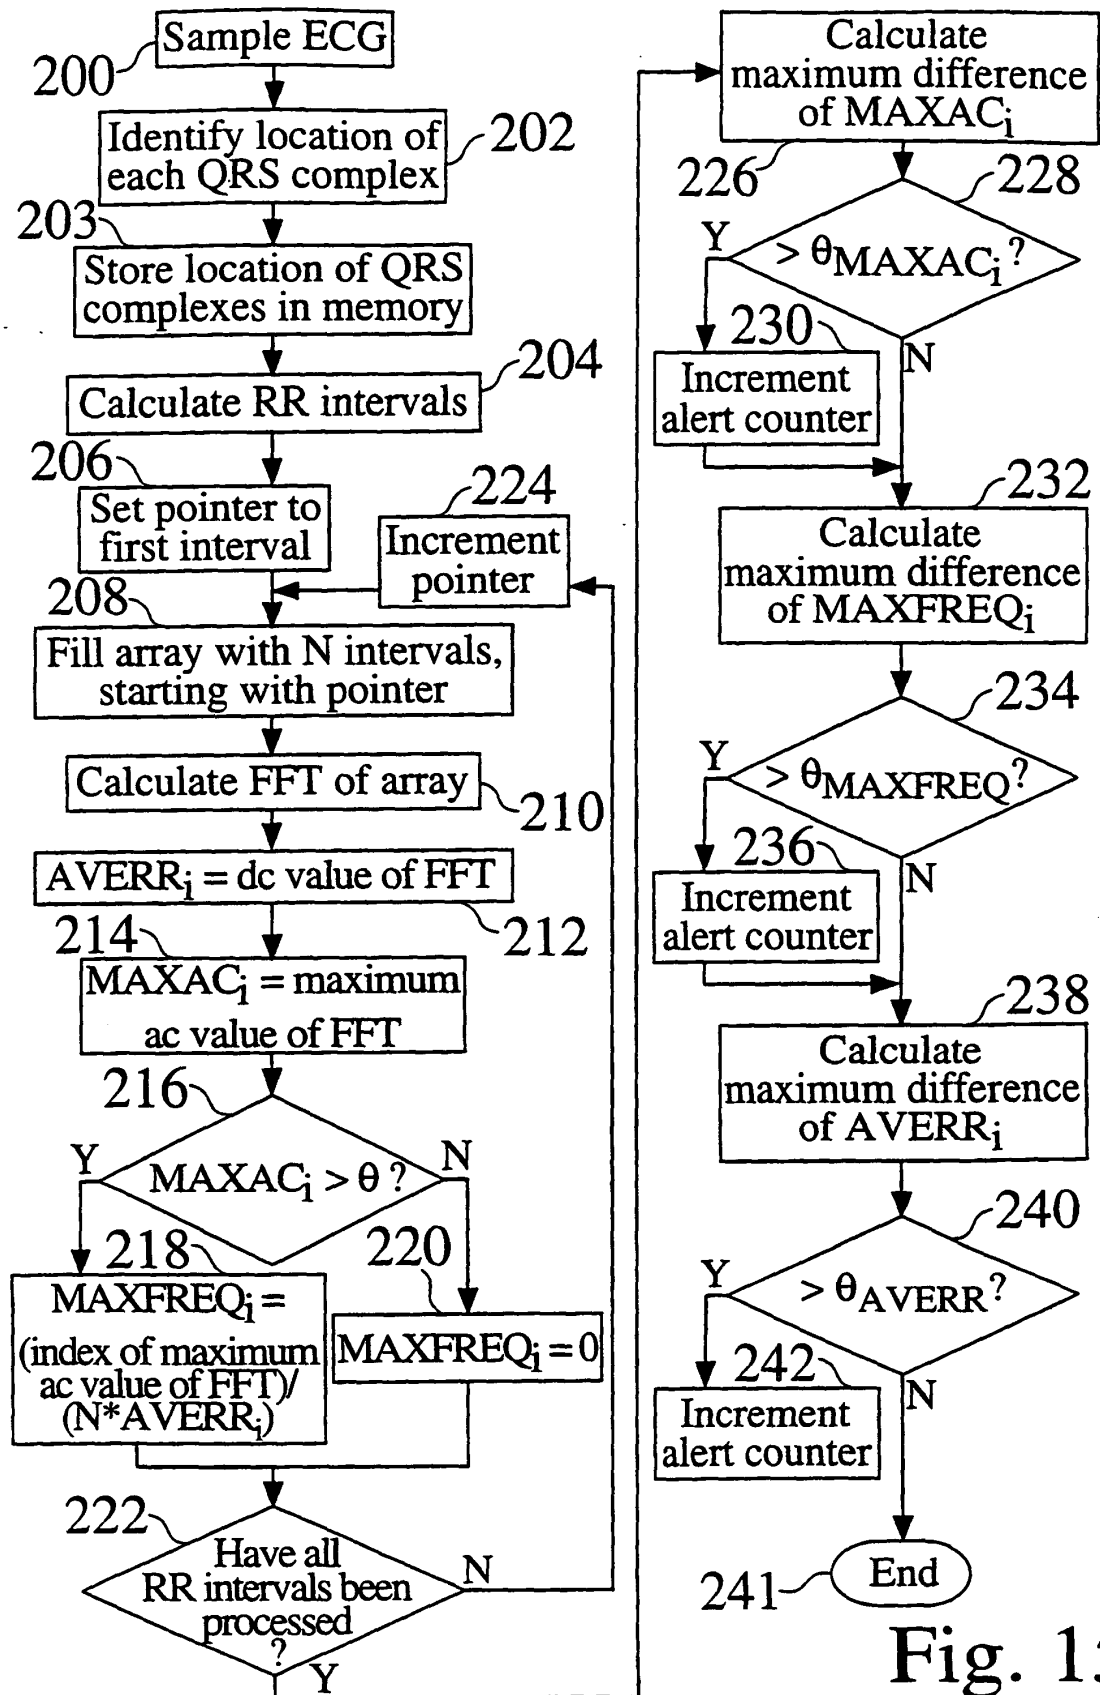 Sample ECG
200
Identify location of
each QRS complex
202
203
Store location of QRS
complexes in memory
204
Calculate RR intervals
206
Set pointer to
first interval
224
Increment
pointer
208
Fill array with N intervals,
starting with pointer
Calculate FFT of array
210
AVERRi = dc value of FFT
212
214
MAXACi = maximum
ac value of FFT
216
Y
MAXACi > θ ?
N
218
MAXFREQi =
(index of maximum
ac value of FFT)/
(N*AVERRi)
220
MAXFREQi = 0
222
Have all
RR intervals been
processed
?
N
Y
Calculate
maximum difference
of MAXACi
226
228
Y
> θMAXACi ?
N
230
Increment
alert counter
232
Calculate
maximum difference
of MAXFREQi
234
Y
> θMAXFREQ?
N
236
Increment
alert counter
238
Calculate
maximum difference
of AVERRi
240
Y
> θAVERR?
N
242
Increment
alert counter
End
241
Fig.